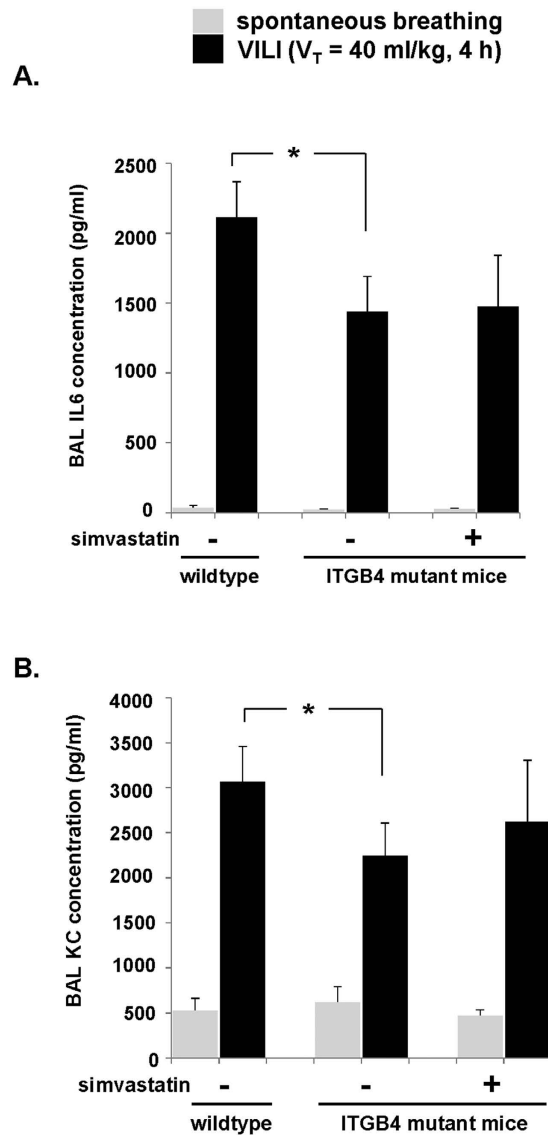 spontaneous breathing
VILI (VT = 40 ml/kg, 4 h)
A.
BAL IL6 concentration (pg/ml)
2500
2000
1500
1000
500
0
*
simvastatin - - +
wildtype ITGB4 mutant mice
B.
BAL KC concentration (pg/ml)
4000
3500
3000
2500
2000
1500
1000
500
0
*
simvastatin - - +
wildtype ITGB4 mutant mice